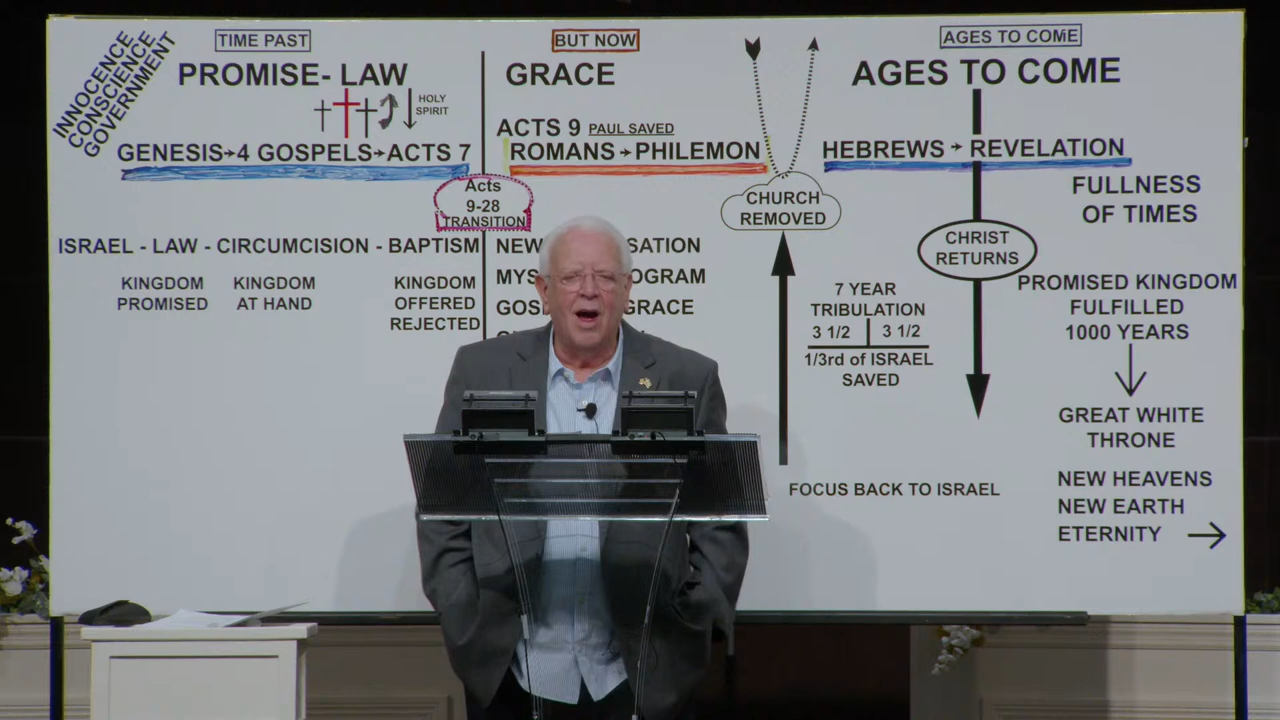 INNOCENCE
CONSCIENCE
GOVERNMENT
TIME PAST
PROMISE- LAW
HOLY
SPIRIT
GENESIS→4 GOSPELS→ACTS 7
Acts
9-28
TRANSITION
ISRAEL - LAW - CIRCUMCISION - BAPTISM
KINGDOM
PROMISED
KINGDOM
AT HAND
KINGDOM
OFFERED
REJECTED
BUT NOW
GRACE
ACTS 9 PAUL SAVED
ROMANS→PHILEMON
NEW
GRACE
CHURCH
REMOVED
AGES TO COME
AGES TO COME
HEBREWS → REVELATION
FULLNESS
OF TIMES
CHRIST
RETURNS
7 YEAR
TRIBULATION
3 1/2 3 1/2
1/3rd of ISRAEL
SAVED
PROMISED KINGDOM
FULFILLED
1000 YEARS
GREAT WHITE
THRONE
FOCUS BACK TO ISRAEL
NEW HEAVENS
NEW EARTH
ETERNITY →